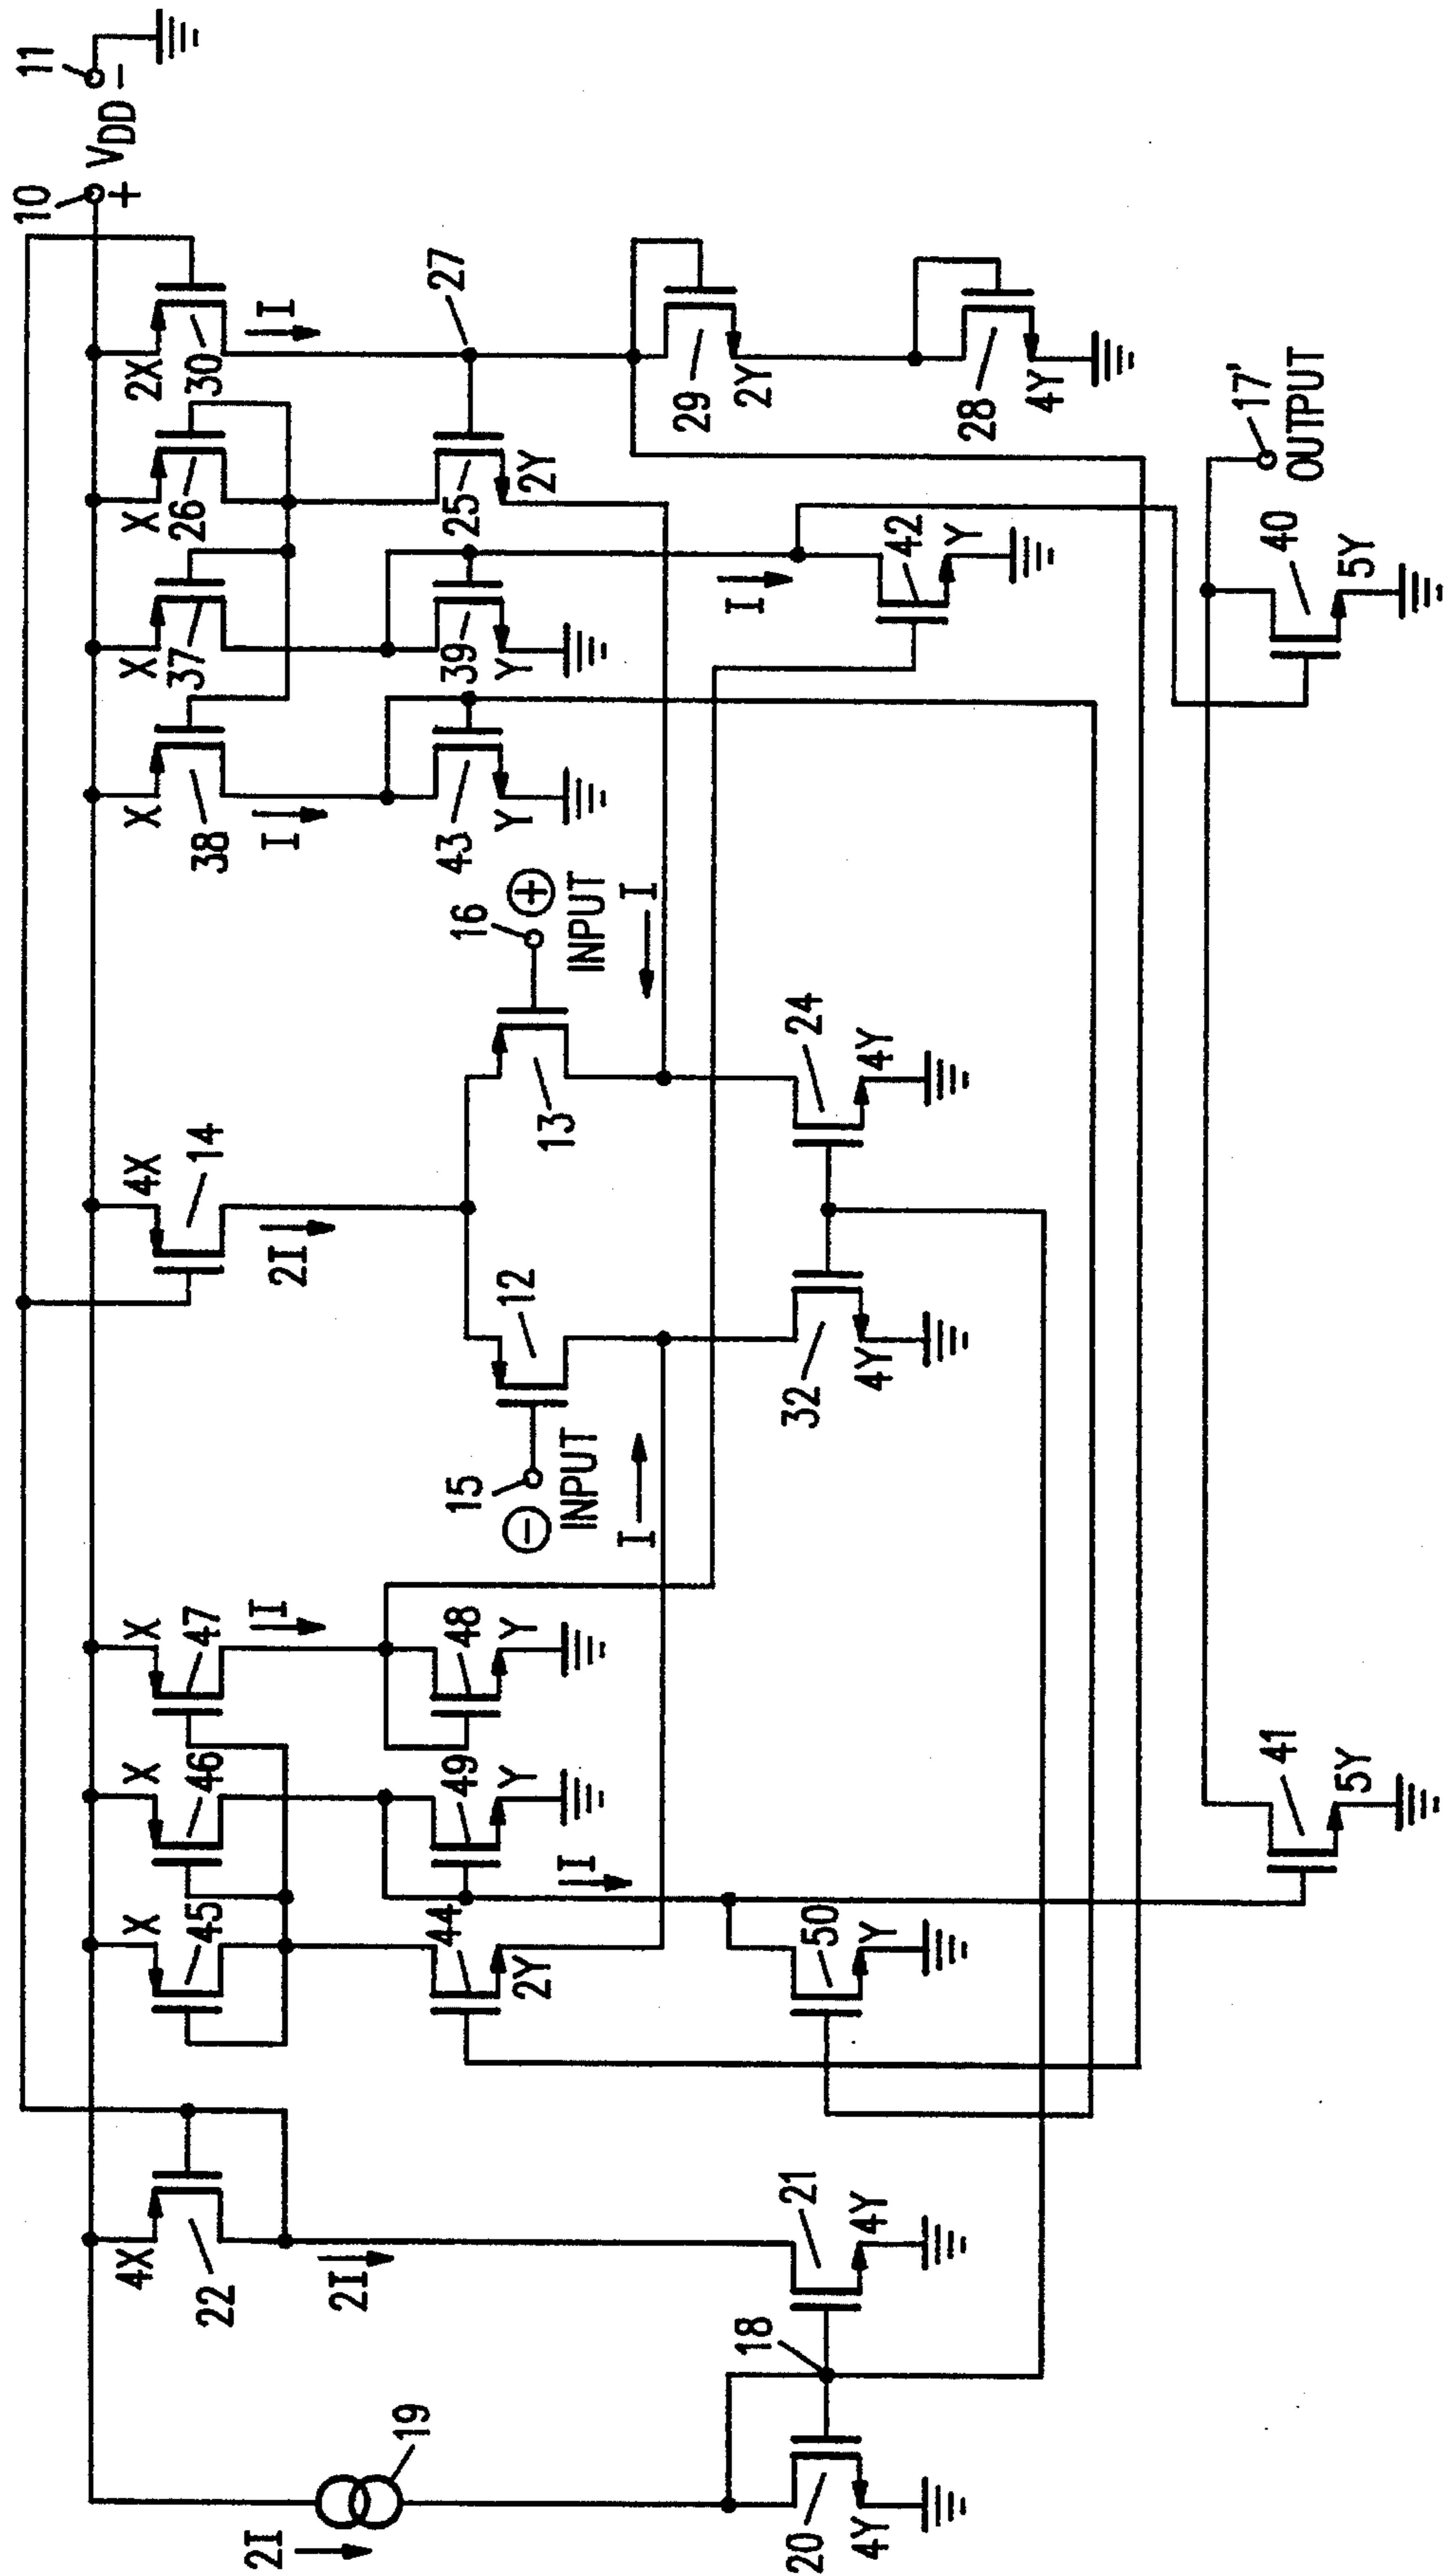 10
+
VDD
11
−
4X
22
2I
X
45
X
46
X
47
I
4X
14
2I
X
38
I
X
37
X
26
2X
30
I
2I
19
44
2Y
49
Y
I
48
Y
15
⊖
INPUT
12
13
16
⊕
INPUT
I
I
43
Y
39
Y
25
2Y
27
18
20
4Y
21
4Y
50
Y
32
4Y
24
4Y
I
42
Y
29
2Y
28
4Y
41
5Y
40
5Y
17'
OUTPUT